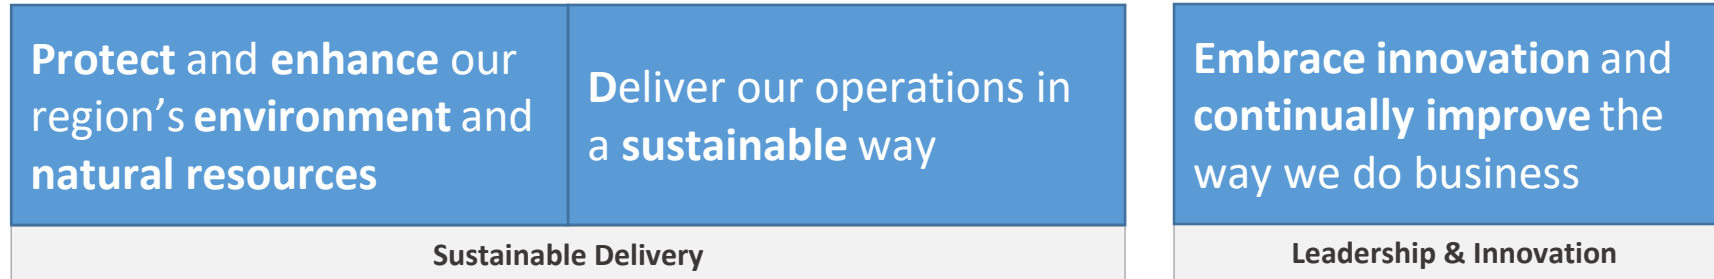 Protect and enhance our
region’s environment and
natural resources
Deliver our operations in
a sustainable way
Sustainable Delivery
Embrace innovation and
continually improve the
way we do business
Leadership & Innovation